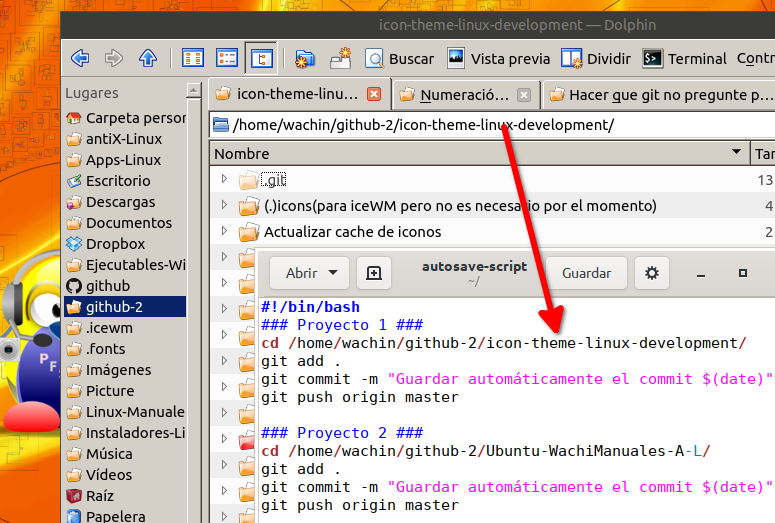 icon-theme-linux-development — Dolphin
Buscar Vista previa Dividir Terminal Contr
Lugares
Carpeta person
antiX-Linux
Apps-Linux
Escritorio
Descargas
Documentos
Dropbox
Ejecutables-Wi
github
github-2
.icewm
.fonts
Imágenes
Picture
Linux-Manuale
Instaladores-Li
Música
Vídeos
Raíz
Papelera
icon-theme-linu... Numeració... Hacer que git no pregunte p...
/home/wachin/github-2/icon-theme-linux-development/
Nombre Tar
.git 13
(.)icons(para iceWM pero no es necesario por el momento) 4
Actualizar cache de iconos 2
Abrir autosave-script Guardar
~/
#!/bin/bash
### Proyecto 1 ###
cd /home/wachin/github-2/icon-theme-linux-development/
git add .
git commit -m "Guardar automáticamente el commit $(date)"
git push origin master
### Proyecto 2 ###
cd /home/wachin/github-2/Ubuntu-WachiManuales-A-L/
git add .
git commit -m "Guardar automáticamente el commit $(date)"
git push origin master